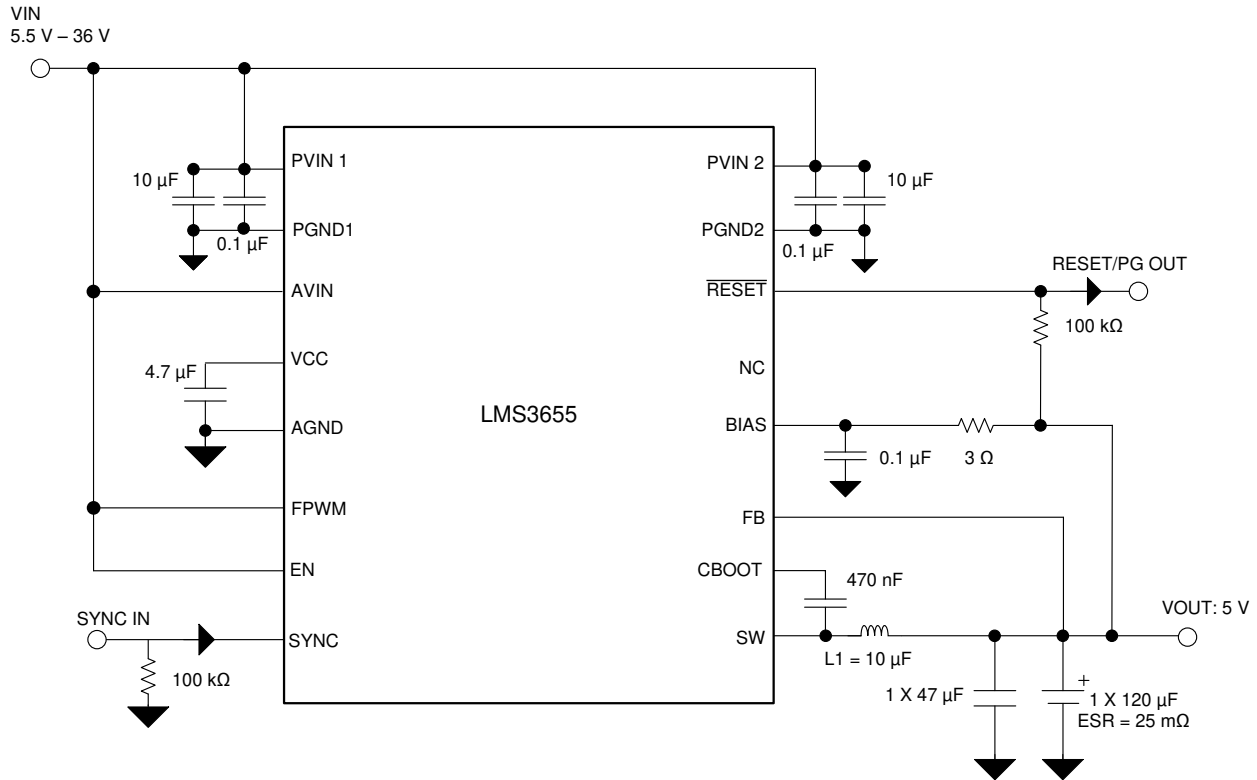 VIN
5.5 V – 36 V
PVIN 1
PVIN 2
10 µF
10 µF
PGND1
PGND2
0.1 µF
0.1 µF
RESET/PG OUT
AVIN
RESET
100 kΩ
VCC
NC
4.7 µF
LMS3655
AGND
BIAS
0.1 µF
3 Ω
FPWM
FB
EN
CBOOT
470 nF
VOUT: 5 V
SYNC IN
SYNC
SW
L1 = 10 µF
100 kΩ
1 X 47 µF
+
1 X 120 µF
ESR = 25 mΩ